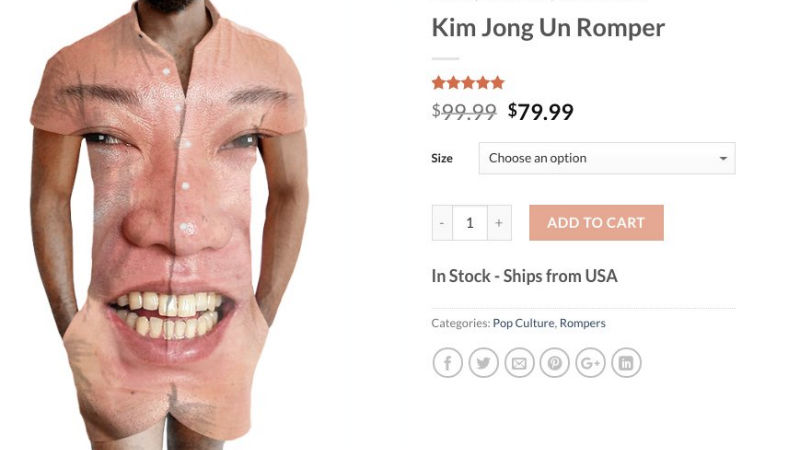 Kim Jong Un Romper
$99.99 $79.99
Size Choose an option
- 1 + ADD TO CART
In Stock - Ships from USA
Categories: Pop Culture, Rompers
f G+ in